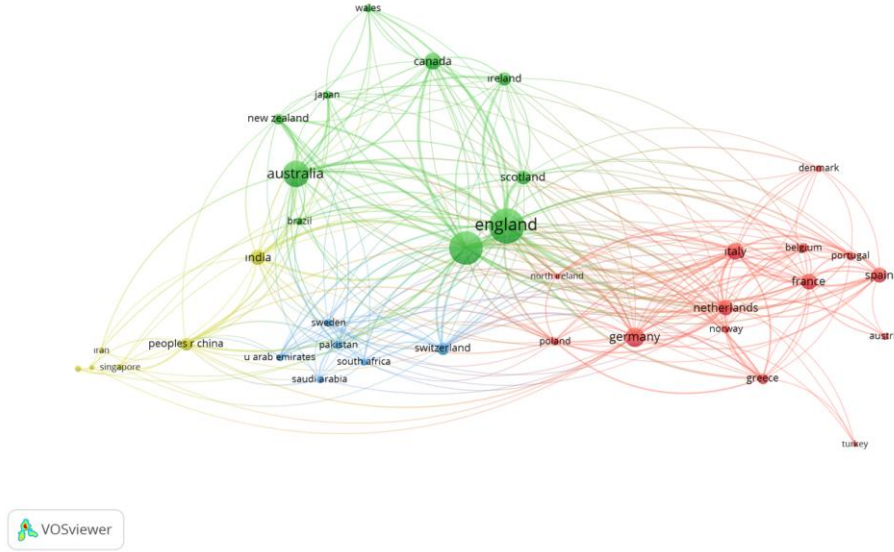 wales
canada
ireland
japan
new zealand
australia
scotland
denmark
brazil
england
india
italy
belgium
portugal
north ireland
france
spain
netherlands
sweden
norway
germany
poland
iran
peoples r china
pakistan
switzerland
u arab emirates
south africa
singapore
saudi arabia
greece
austri
turkey
VOSviewer